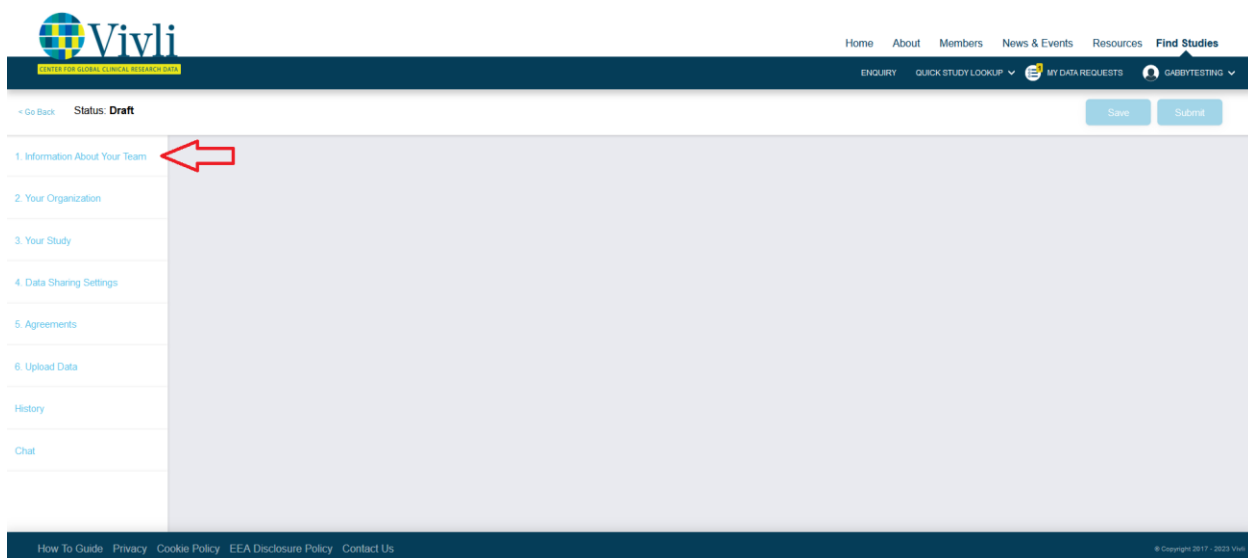 Vivli
CENTER FOR GLOBAL CLINICAL RESEARCH DATA
Home About Members News & Events Resources Find Studies
ENQUIRY QUICK STUDY LOOKUP 1 MY DATA REQUESTS GABBYTESTING
< Go Back Status: Draft Save Submit
1. Information About Your Team
2. Your Organization
3. Your Study
4. Data Sharing Settings
5. Agreements
6. Upload Data
History
Chat
How To Guide Privacy Cookie Policy EEA Disclosure Policy Contact Us © Copyright 2017 - 2023 Vivli